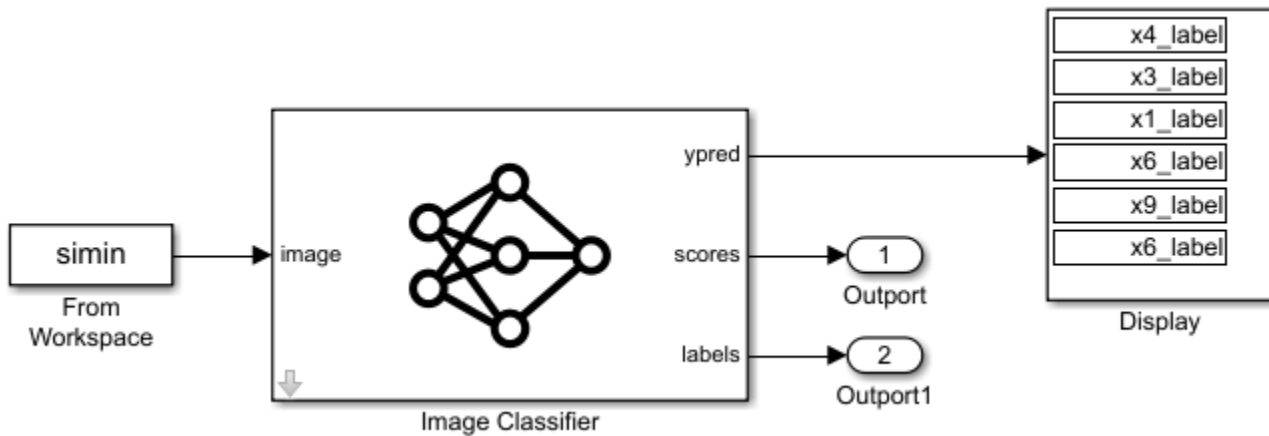 simin
From
Workspace
image
ypred
scores
labels
Image Classifier
1
Outport
2
Outport1
x4_label
x3_label
x1_label
x6_label
x9_label
x6_label
Display